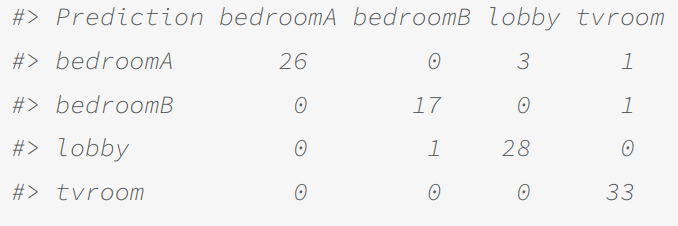 #> Prediction bedroomA bedroomB lobby tvroom
#> bedroomA 26 0 3 1
#> bedroomB 0 17 0 1
#> lobby 0 1 28 0
#> tvroom 0 0 0 33